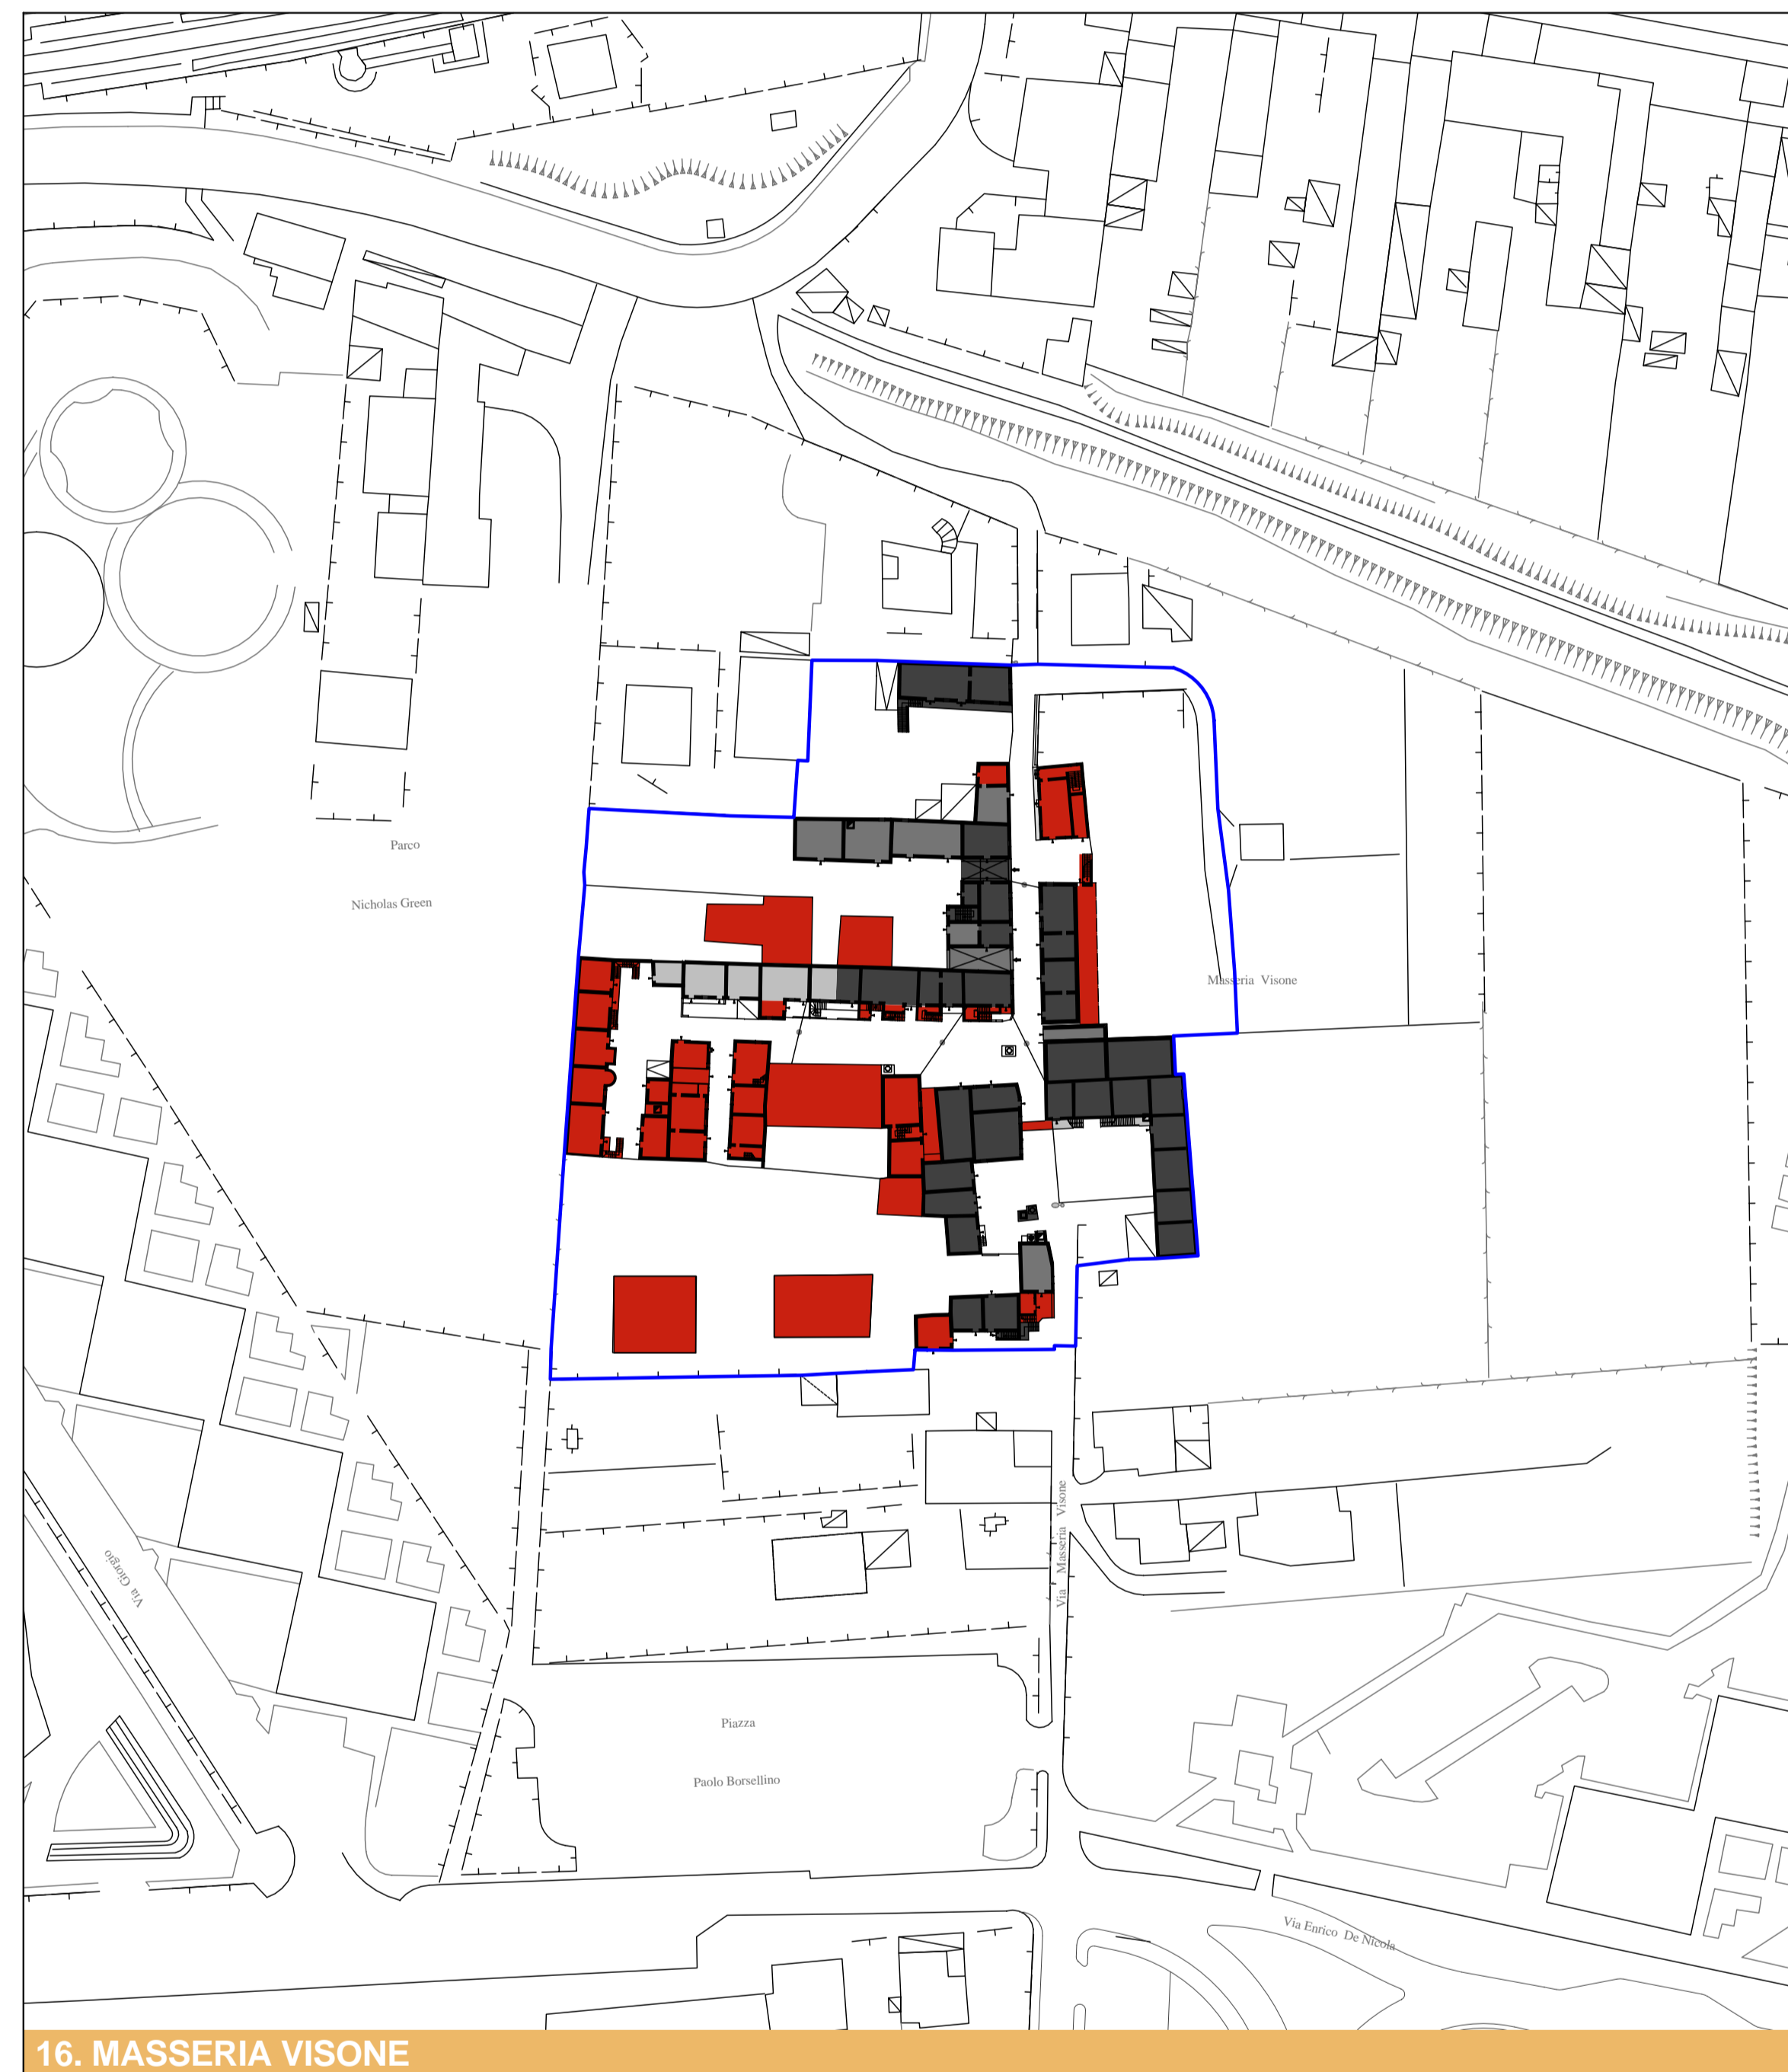 Parco
Nicholas Green
Masseria Visone
Via Giorgio
Via Masseria Visone
Piazza
Paolo Borsellino
Via Enrico De Nicola
16. MASSERIA VISONE